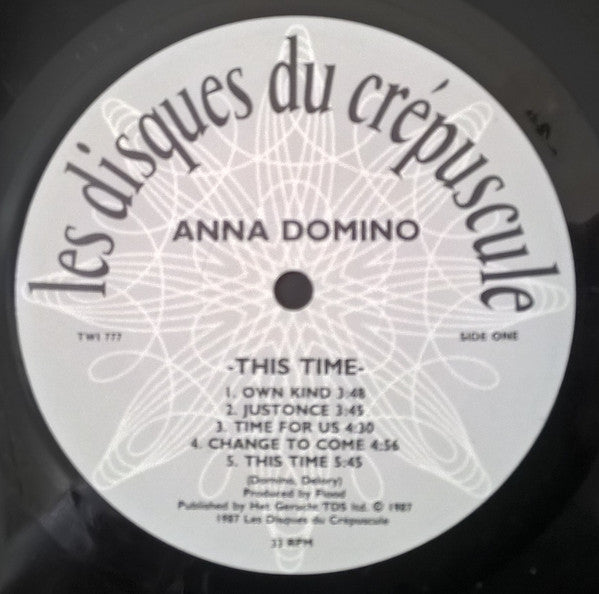 les disques du crépuscule
ANNA DOMINO
TWI 777
SIDE ONE
-THIS TIME-
1. OWN KIND 3:48
2. JUSTONCE 3:45
3. TIME FOR US 4:30
4. CHANGE TO COME 4:56
5. THIS TIME 5:45
(Domino, Delory)
Produced by
Published by Het Gerucht TDS ltd. © 1987
1987 Les Disques du Crepuscule
33 RPM